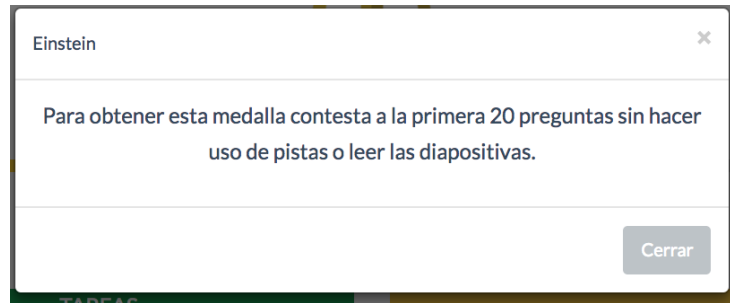 Einstein
×
Para obtener esta medalla contesta a la primera 20 preguntas sin hacer
uso de pistas o leer las diapositivas.
Cerrar
TAREAS